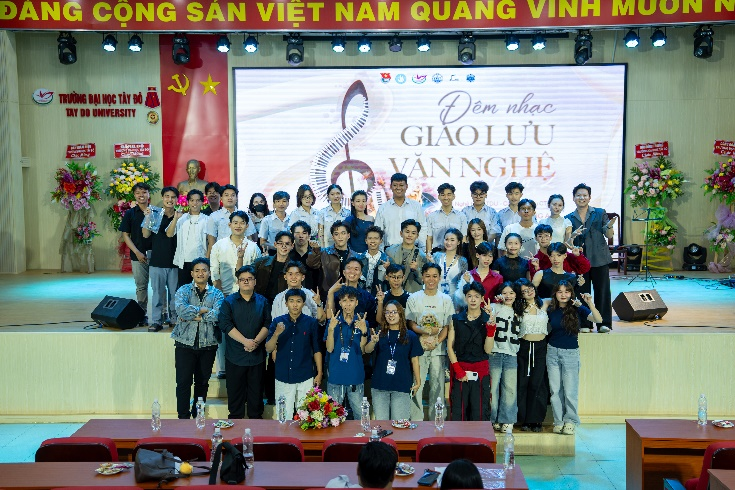 ĐẢNG CỘNG SẢN VIỆT NAM QUANG VINH MUÔN N
TRƯỜNG ĐẠI HỌC TÂY ĐÔ
TAY DO UNIVERSITY
Đêm nhạc
GIAO LƯU
VĂN NGHỆ
25